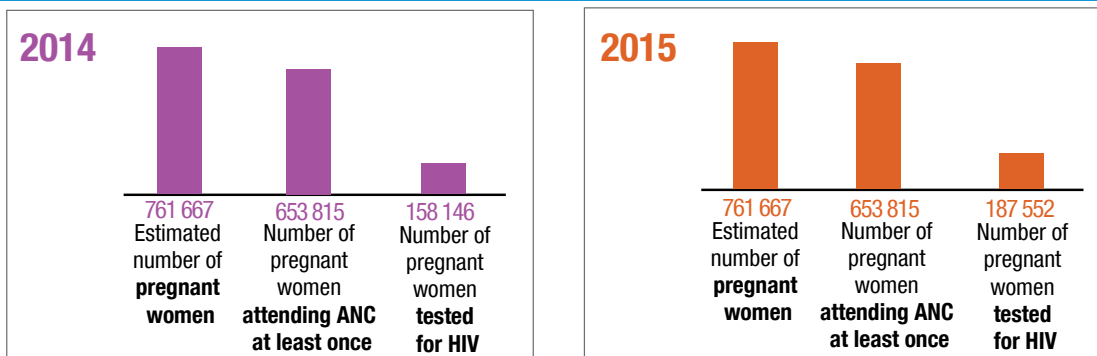 2014
761 667
Estimated
number of
pregnant
women
653 815
Number of
pregnant
women
attending ANC
at least once
158 146
Number of
pregnant
women
tested
for HIV
2015
761 667
Estimated
number of
pregnant
women
653 815
Number of
pregnant
women
attending ANC
at least once
187 552
Number of
pregnant
women
tested
for HIV